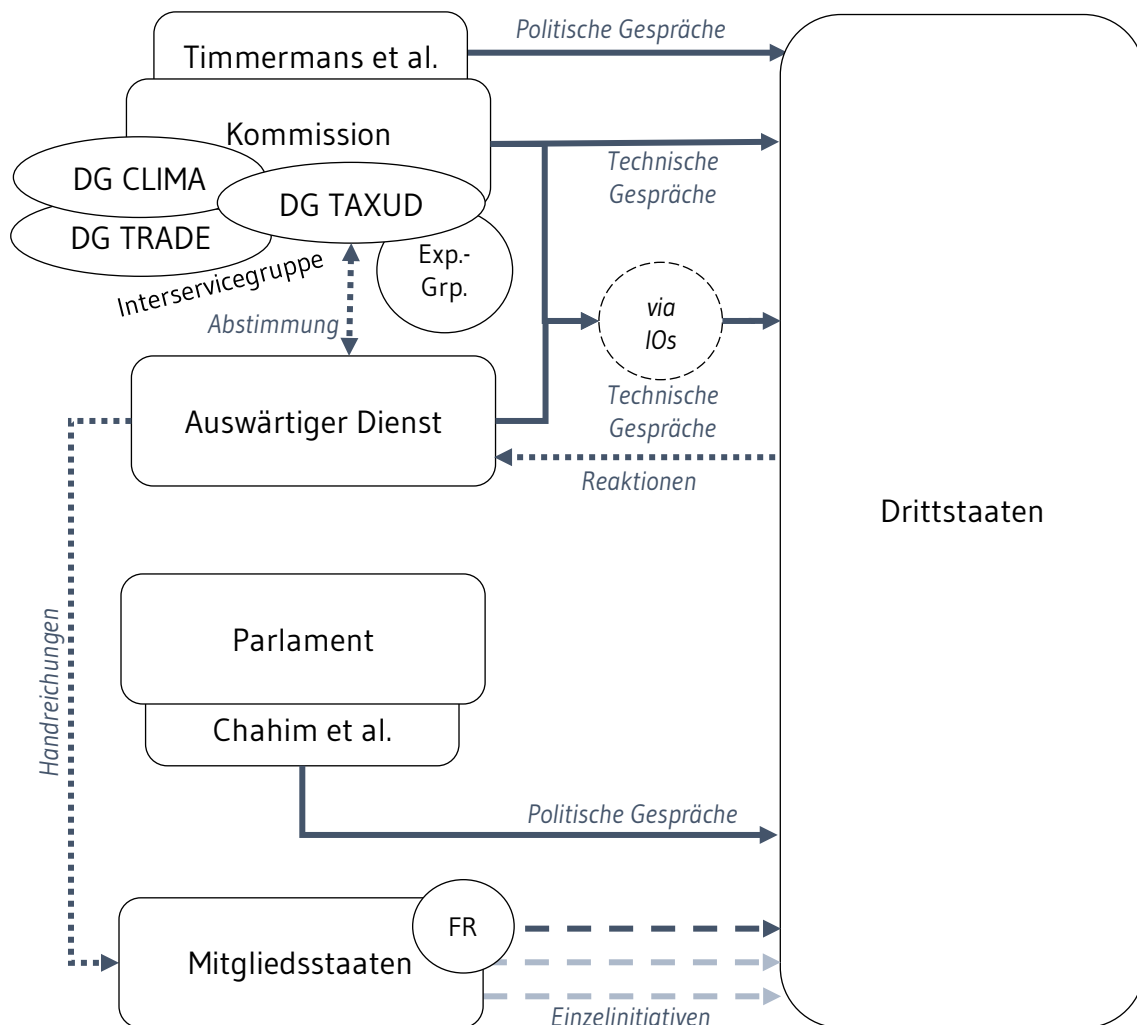 Timmermans et al.
Politische Gespräche
Kommission
Technische
Gespräche
DG CLIMA
DG TAXUD
DG TRADE
Exp.-
Grp.
Interservicegruppe
Abstimmung
via
IOs
Technische
Gespräche
Auswärtiger Dienst
Reaktionen
Drittstaaten
Handreichungen
Parlament
Chahim et al.
Politische Gespräche
FR
Mitgliedsstaaten
Einzelinitiativen